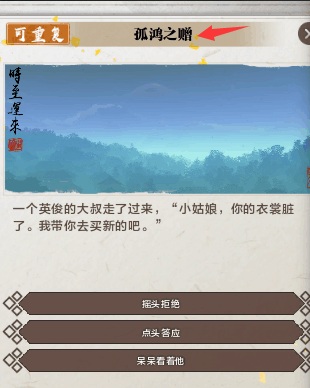 可重复
孤鸿之赠
時至運來
一个英俊的大叔走了过来，“小姑娘，你的衣裳脏
了。我带你去买新的吧。”
摇头拒绝
点头答应
呆呆看着他